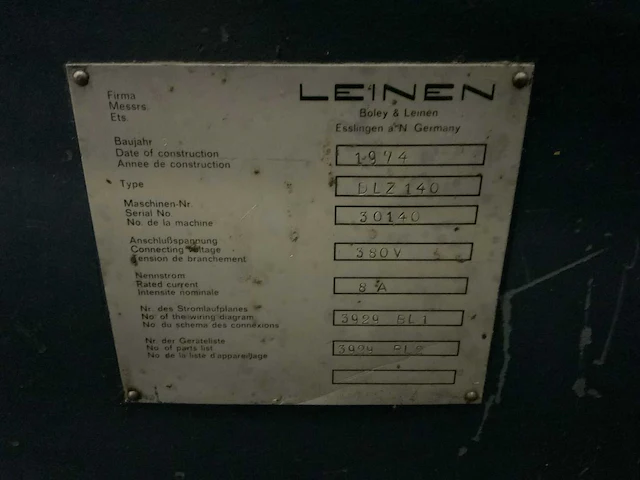 Firma
Messrs.
Ets.
LEINEN
Boley & Leinen
Esslingen a.N Germany
Baujahr
Date of construction
Annee de construction
1974
Type
DLZ 140
Maschinen-Nr.
Serial No.
No. de la machine
30140
Anschlußspannung
Connecting voltage
Tension de branchement
380V
Nennstrom
Rated current
Intensite nominale
8 A
Nr. des Stromlaufplanes
No. of the wiring diagram
No. du schema des connexions
3929 BL1
Nr. der Geräteliste
No. of parts list
No. de la liste d'appareillage
3929